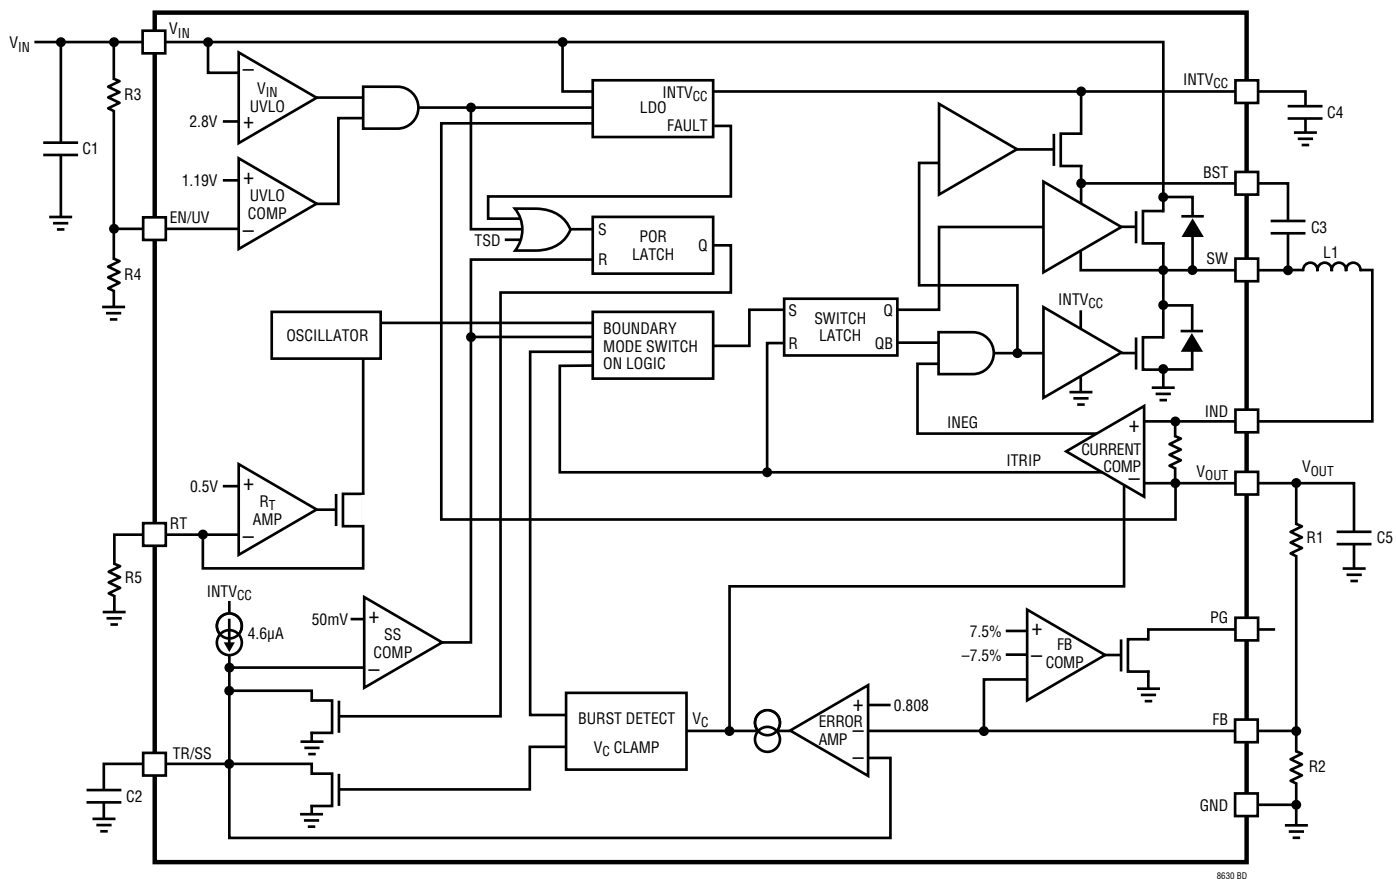 VIN
VIN
R3
C1
VIN
UVLO
–
+
2.8V
1.19V
+
–
UVLO
COMP
EN/UV
R4
INTVCC
LDO
FAULT
TSD
S
R
POR
LATCH
Q
OSCILLATOR
BOUNDARY
MODE SWITCH
ON LOGIC
S
R
SWITCH
LATCH
Q
QB
INTVCC
INTVCC
C4
BST
C3
SW
L1
IND
INEG
ITRIP
+
CURRENT
COMP
–
VOUT
VOUT
R1
C5
0.5V
+
–
RT
AMP
RT
R5
INTVCC
4.6µA
50mV
+
–
SS
COMP
7.5%
–7.5%
+
–
FB
COMP
PG
BURST DETECT
VC CLAMP
VC
+
ERROR
AMP
–
–
0.808
FB
R2
GND
TR/SS
C2
8630 BD